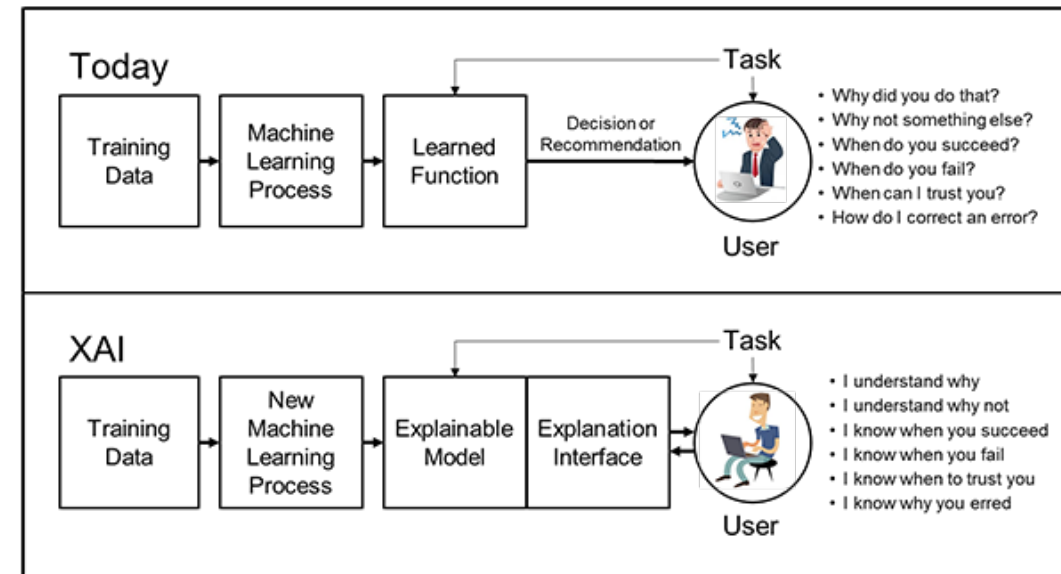 Today
Task
Training
Data
Machine
Learning
Process
Learned
Function
Decision or
Recommendation
User
• Why did you do that?
• Why not something else?
• When do you succeed?
• When do you fail?
• When can I trust you?
• How do I correct an error?
XAI
Task
Training
Data
New
Machine
Learning
Process
Explainable
Model
Explanation
Interface
User
• I understand why
• I understand why not
• I know when you succeed
• I know when you fail
• I know when to trust you
• I know why you erred